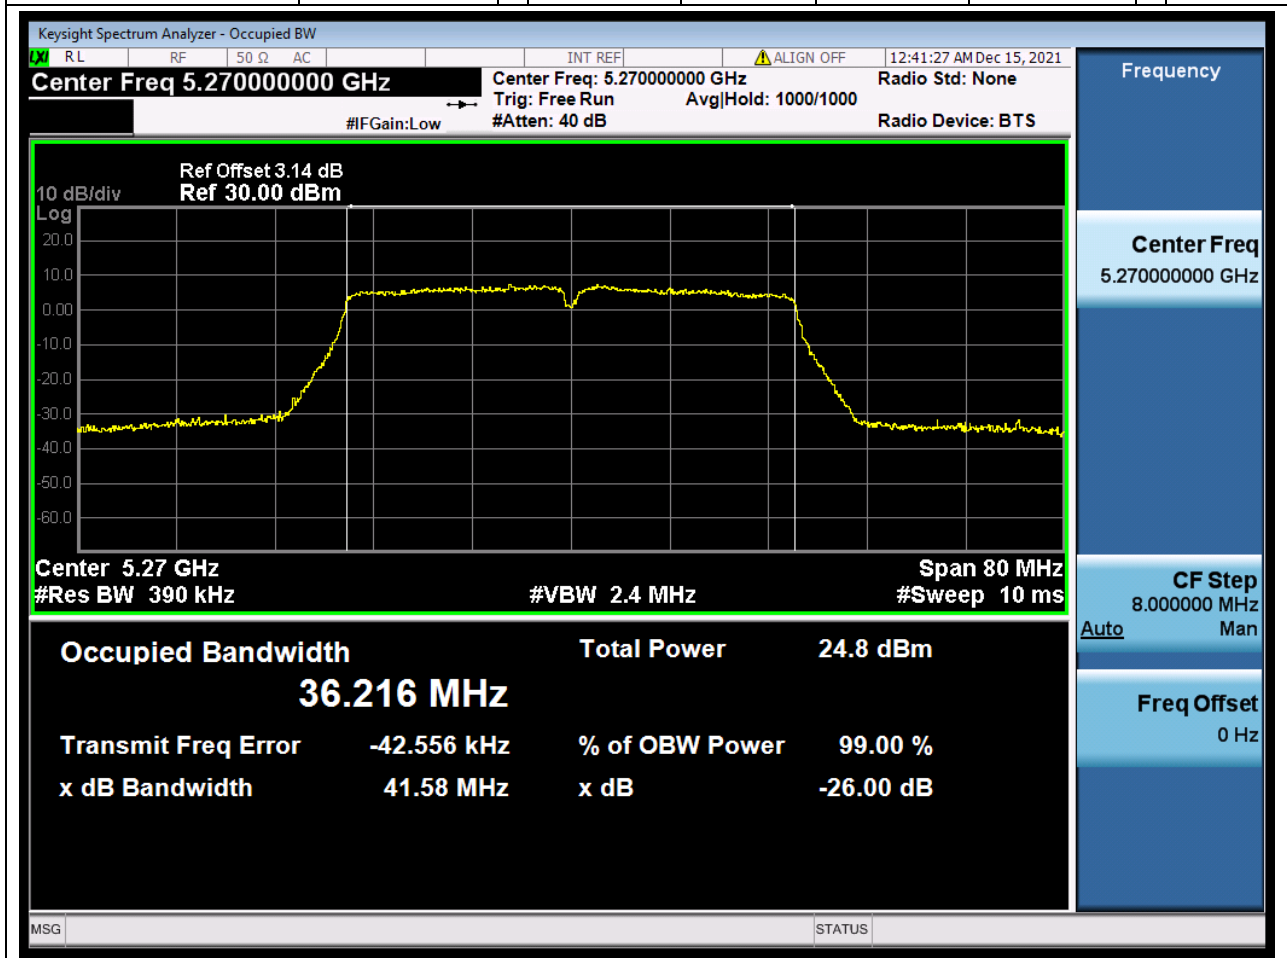 Keysight Spectrum Analyzer - Occupied BW
LXI RL RF 50 Ω AC INT REF ALIGN OFF 12:41:27 AM Dec 15, 2021
Center Freq 5.270000000 GHz
Center Freq: 5.270000000 GHz Radio Std: None
Trig: Free Run Avg|Hold: 1000/1000
#IFGain:Low #Atten: 40 dB Radio Device: BTS
Frequency
Ref Offset 3.14 dB
10 dB/div Ref 30.00 dBm
Log
20.0
10.0
0.00
-10.0
-20.0
-30.0
-40.0
-50.0
-60.0
Center 5.27 GHz Span 80 MHz
#Res BW 390 kHz #VBW 2.4 MHz #Sweep 10 ms
Occupied Bandwidth Total Power 24.8 dBm
36.216 MHz
Transmit Freq Error -42.556 kHz % of OBW Power 99.00 %
x dB Bandwidth 41.58 MHz x dB -26.00 dB
Center Freq
5.270000000 GHz
CF Step
8.000000 MHz
Auto Man
Freq Offset
0 Hz
MSG STATUS